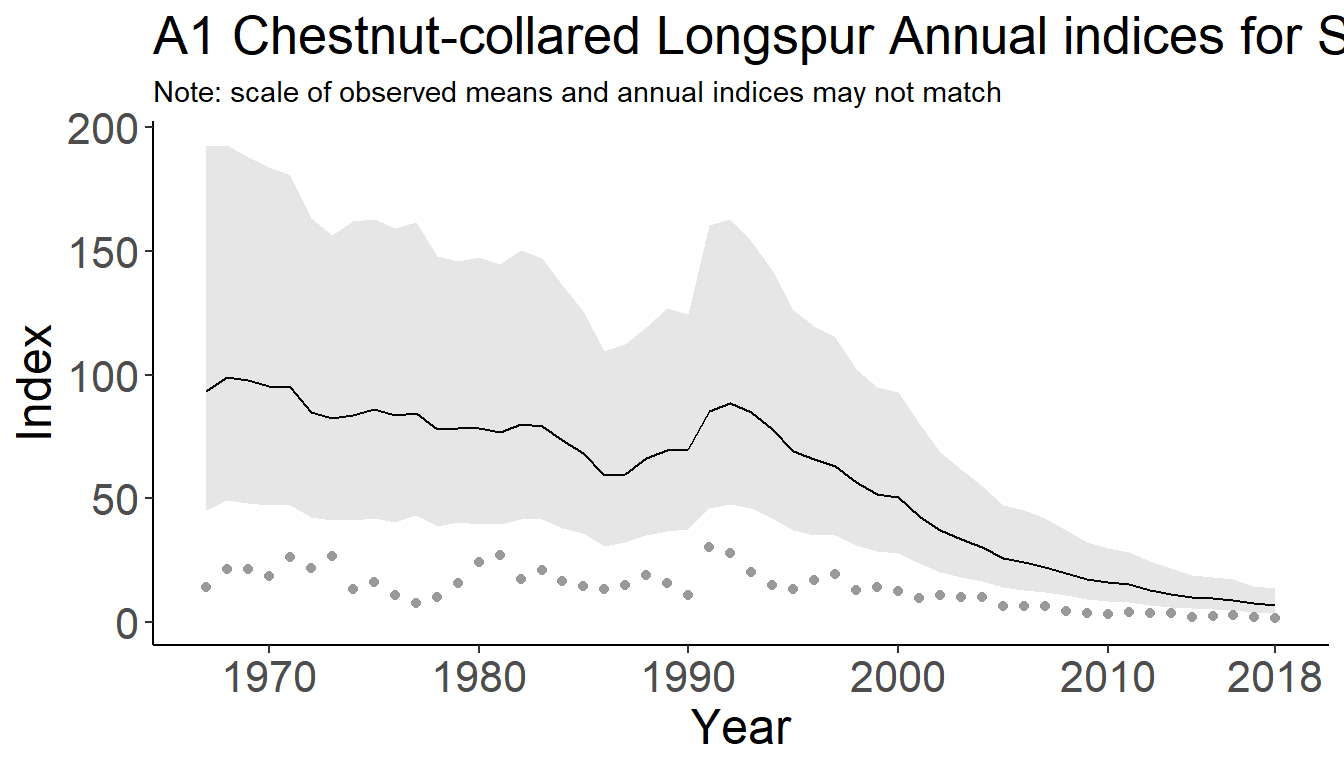 A1 Chestnut-collared Longspur Annual indices for S
Note: scale of observed means and annual indices may not match
200
150
100
50
0
Index
1970 1980 1990 2000 2010 2018
Year